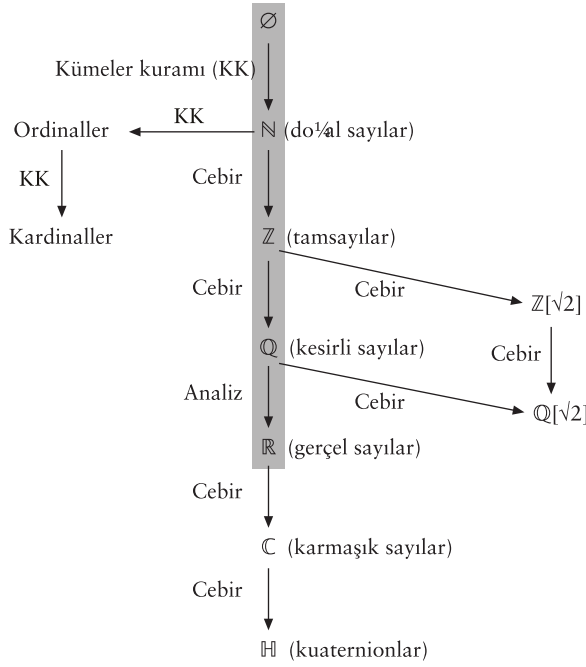 ∅
Kümeler kuramı (KK)
Ordinaller
KK
ℕ (do¼al sayılar)
KK
Cebir
Kardinaller
ℤ (tamsayılar)
Cebir
Cebir
ℤ[√2]
ℚ (kesirli sayılar)
Cebir
Analiz
Cebir
ℚ[√2]
ℝ (gerçel sayılar)
Cebir
ℂ (karmaşık sayılar)
Cebir
ℍ (kuaternionlar)